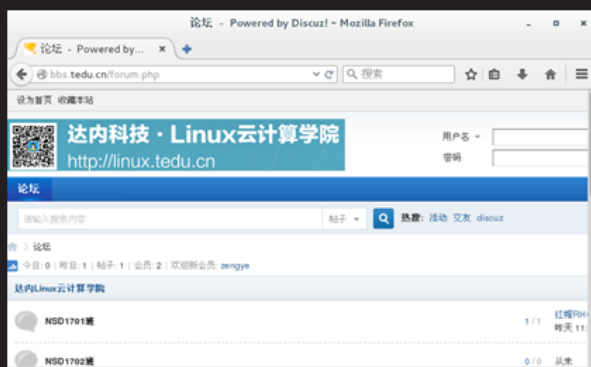 论坛 - Powered by Discuz! - Mozilla Firefox
论坛 - Powered by...
bbs.tedu.cn/forum.php
搜索
设为首页 收藏本站
达内科技·Linux云计算学院
http://linux.tedu.cn
用户名
密码
论坛
请输入搜索内容
帖子
热搜: 活动 交友 discuz
论坛
今日: 0 | 昨日: 1 | 帖子: 1 | 会员: 2 | 欢迎新会员: zengye
达内Linux云计算学院
NSD1701班
1 / 1
红帽RH
昨天 11:
NSD1702班
0 / 0
从未